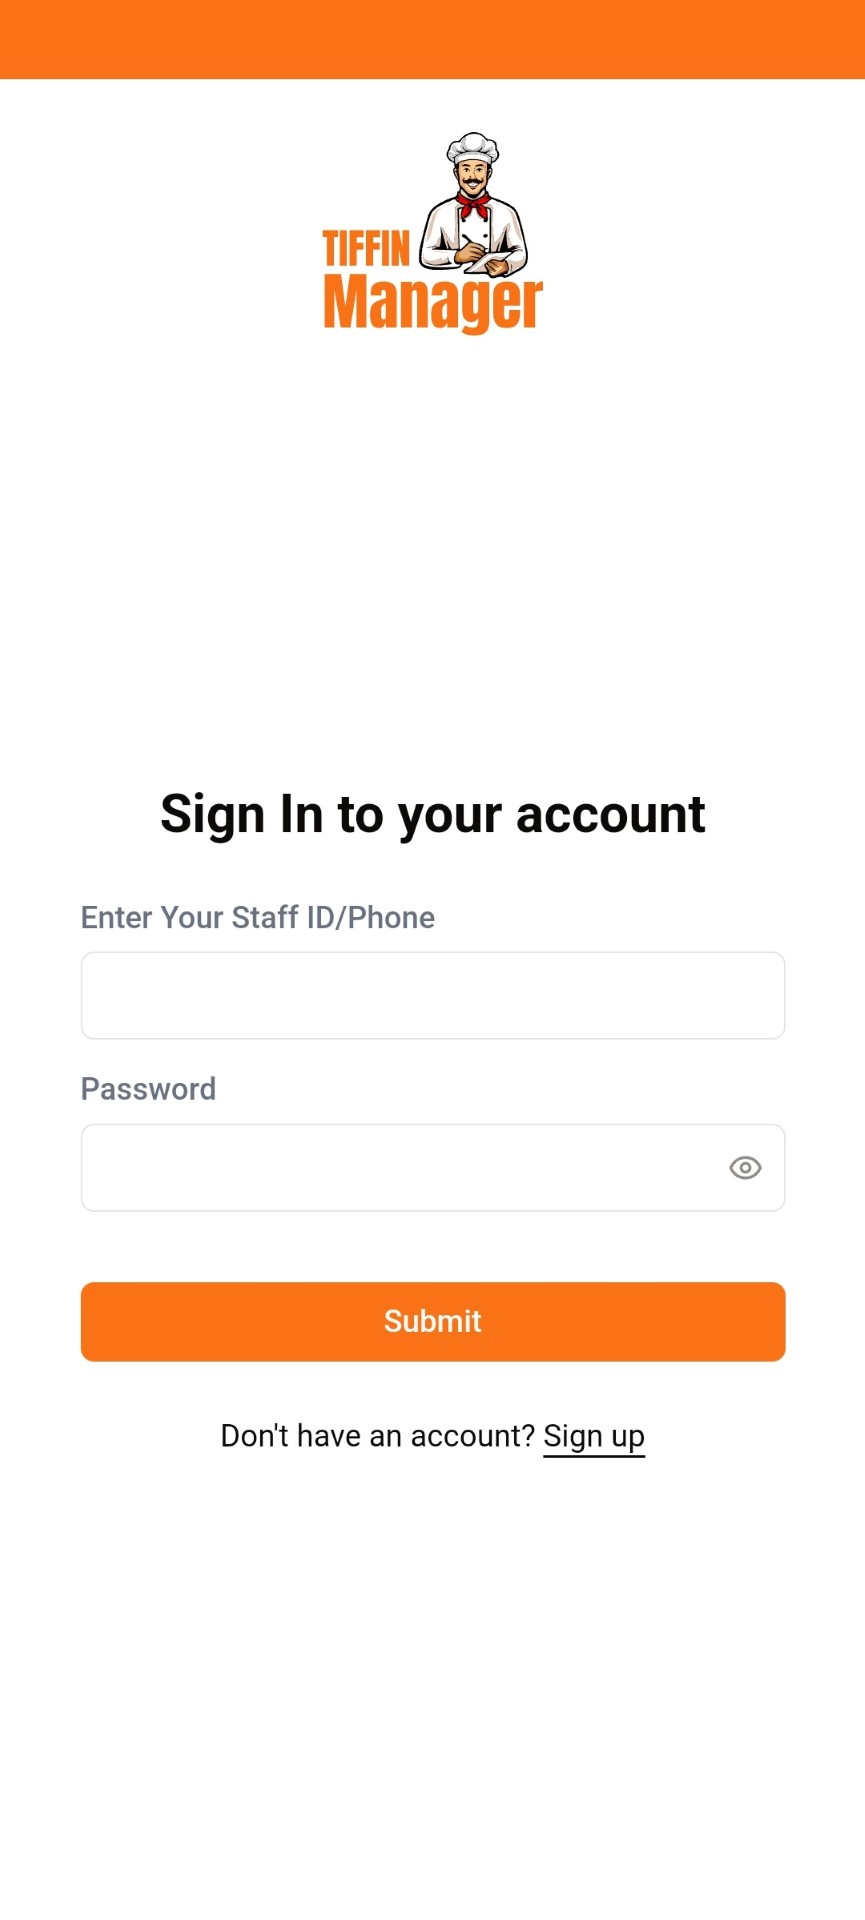 TIFFIN
Manager
Sign In to your account
Enter Your Staff ID/Phone
Password
Submit
Don't have an account? Sign up